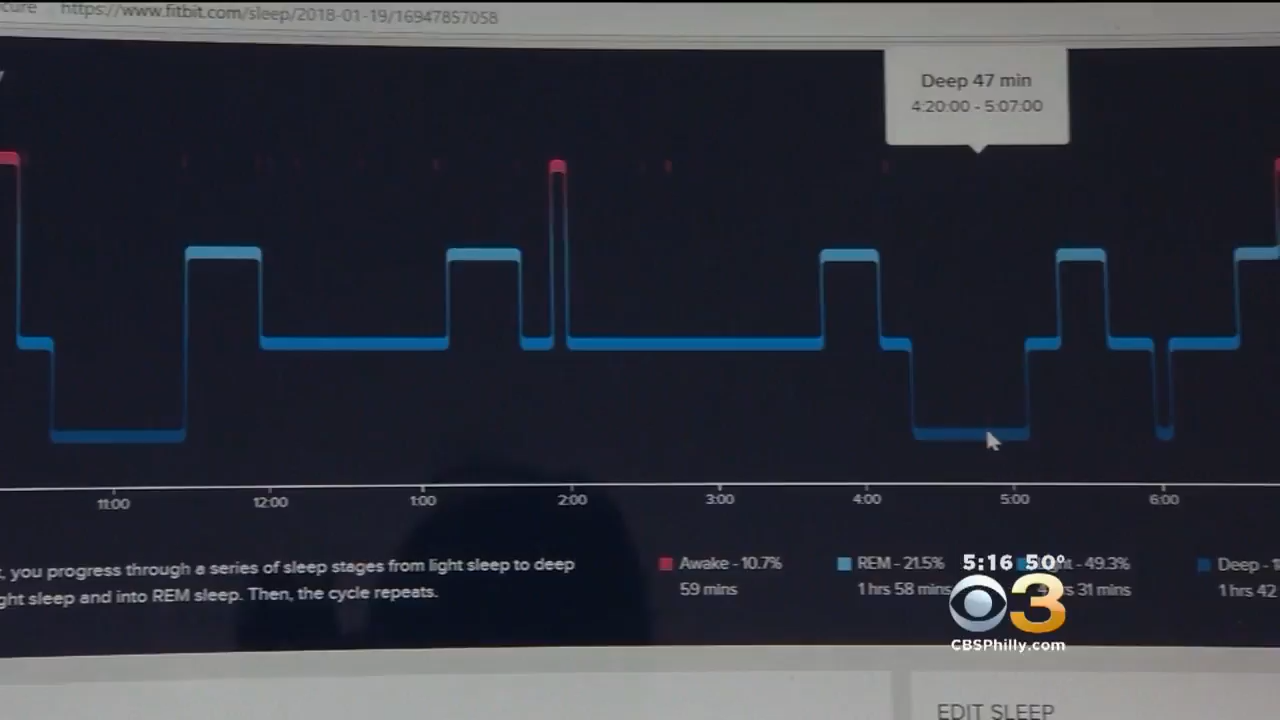 https://www.fitbit.com/sleep/2018-01-19/16947857058
Deep 47 min
4:20:00 - 5:07:00
11:00 12:00 1:00 2:00 3:00 4:00 5:00 6:00
you progress through a series of sleep stages from light sleep to deep
sleep and into REM sleep. Then, the cycle repeats.
Awake - 10.7%
59 mins
REM - 21.5%
1 hrs 58 mins
- 49.3%
31 mins
Deep -
1 hrs 42
5:16 50°
3
CBSPhilly.com
EDIT SLEEP